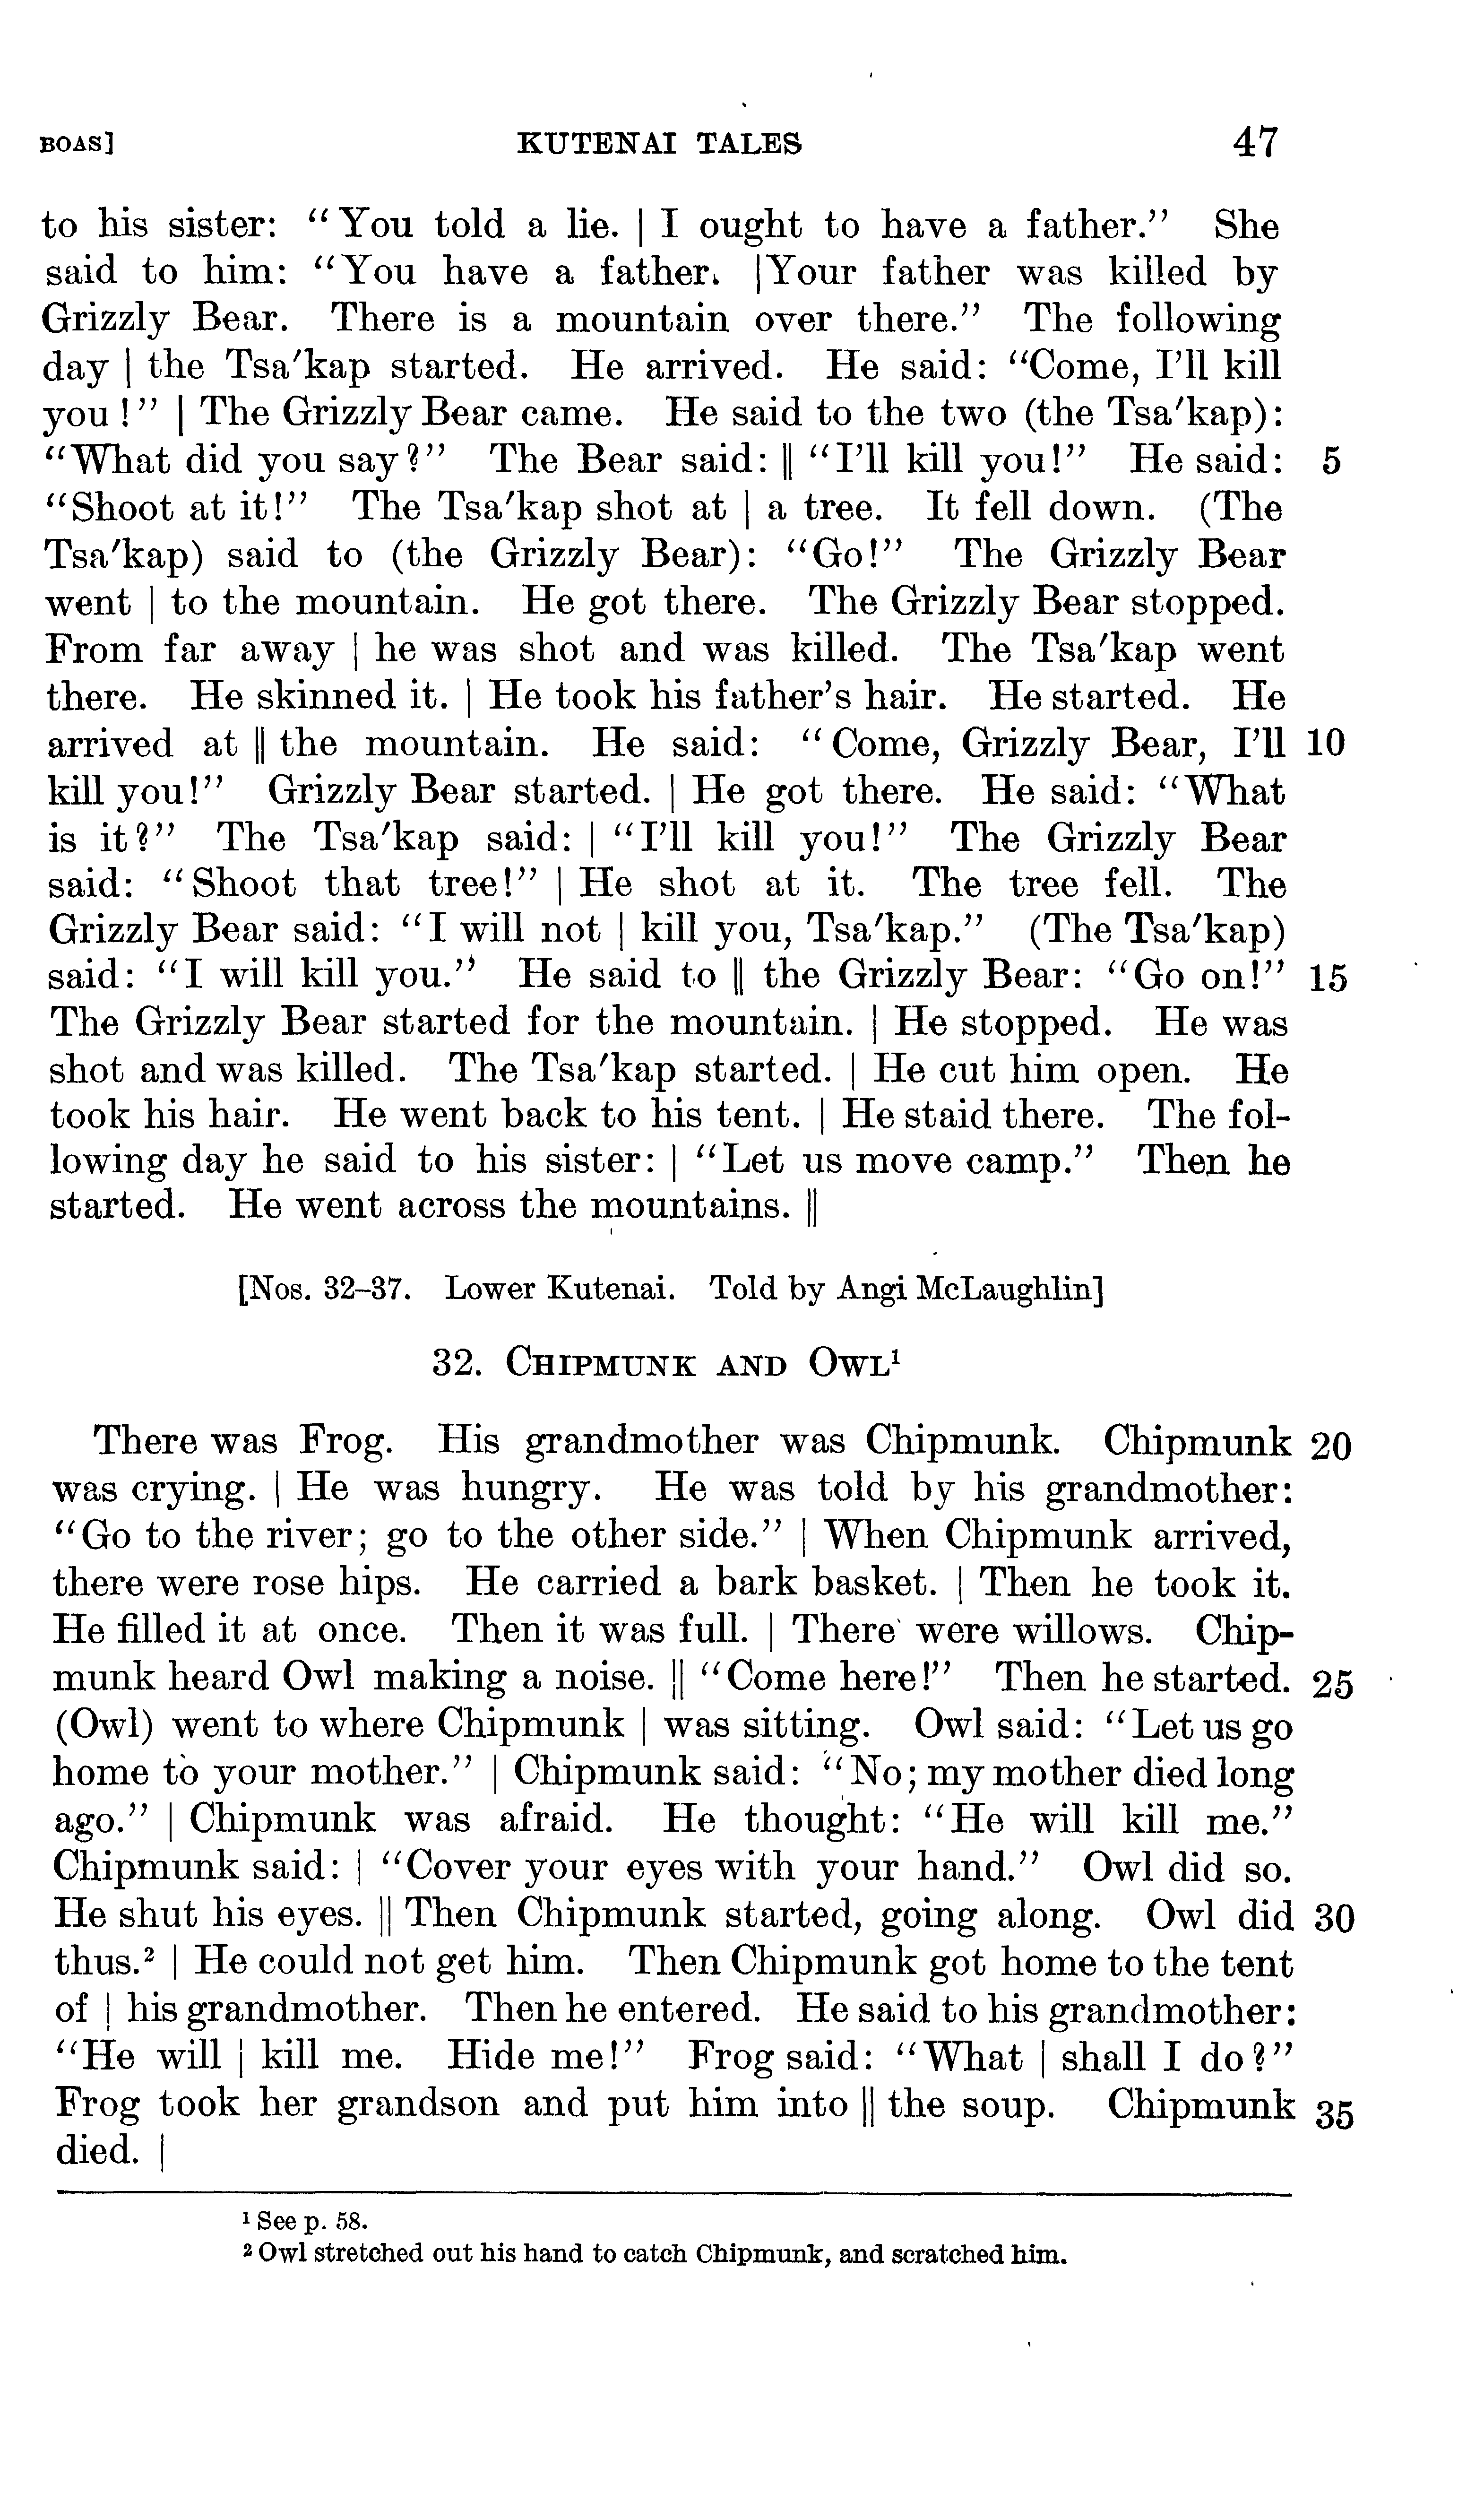 BOAS] KUTENAI TALES 47
to his sister: “You told a lie. | I ought to have a father.” She
said to him: “You have a father. | Your father was killed by
Grizzly Bear. There is a mountain over there.” The following
day | the Tsa′kap started. He arrived. He said: “Come, I’ll kill
you!” | The Grizzly Bear came. He said to the two (the Tsa′kap):
“What did you say?” The Bear said: || “I’ll kill you!” He said: 5
“Shoot at it!” The Tsa′kap shot at | a tree. It fell down. (The
Tsa′kap) said to (the Grizzly Bear): “Go!” The Grizzly Bear
went | to the mountain. He got there. The Grizzly Bear stopped.
From far away | he was shot and was killed. The Tsa′kap went
there. He skinned it. | He took his father’s hair. He started. He
arrived at || the mountain. He said: “Come, Grizzly Bear, I’ll 10
kill you!” Grizzly Bear started. | He got there. He said: “What
is it?” The Tsa′kap said: | “I’ll kill you!” The Grizzly Bear
said: “Shoot that tree!” | He shot at it. The tree fell. The
Grizzly Bear said: “I will not | kill you, Tsa′kap.” (The Tsa′kap)
said: “I will kill you.” He said to || the Grizzly Bear: “Go on!” 15
The Grizzly Bear started for the mountain. | He stopped. He was
shot and was killed. The Tsa′kap started. | He cut him open. He
took his hair. He went back to his tent. | He staid there. The fol-
lowing day he said to his sister: | “Let us move camp.” Then he
started. He went across the mountains. ||
[Nos. 32–37. Lower Kutenai. Told by Angi McLaughlin]
32. CHIPMUNK AND OWL¹
There was Frog. His grandmother was Chipmunk. Chipmunk 20
was crying. | He was hungry. He was told by his grandmother:
“Go to the river; go to the other side.” | When Chipmunk arrived,
there were rose hips. He carried a bark basket. | Then he took it.
He filled it at once. Then it was full. | There were willows. Chip-
munk heard Owl making a noise. || “Come here!” Then he started. 25
(Owl) went to where Chipmunk | was sitting. Owl said: “Let us go
home to your mother.” | Chipmunk said: “No; my mother died long
ago.” | Chipmunk was afraid. He thought: “He will kill me.”
Chipmunk said: | “Cover your eyes with your hand.” Owl did so.
He shut his eyes. || Then Chipmunk started, going along. Owl did 30
thus.² | He could not get him. Then Chipmunk got home to the tent
of | his grandmother. Then he entered. He said to his grandmother:
“He will | kill me. Hide me!” Frog said: “What | shall I do?”
Frog took her grandson and put him into || the soup. Chipmunk 35
died. |
¹ See p. 58.
² Owl stretched out his hand to catch Chipmunk, and scratched him.